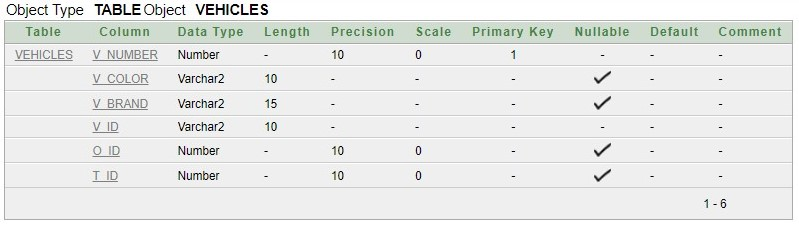 Object Type TABLE Object VEHICLES
Table Column Data Type Length Precision Scale Primary Key Nullable Default Comment
VEHICLES V_NUMBER Number - 10 0 1 - - -
V_COLOR Varchar2 10 - - - ✓ - -
V_BRAND Varchar2 15 - - - ✓ - -
V_ID Varchar2 10 - - - - - -
O_ID Number - 10 0 - ✓ - -
T_ID Number - 10 0 - ✓ - -
1 - 6